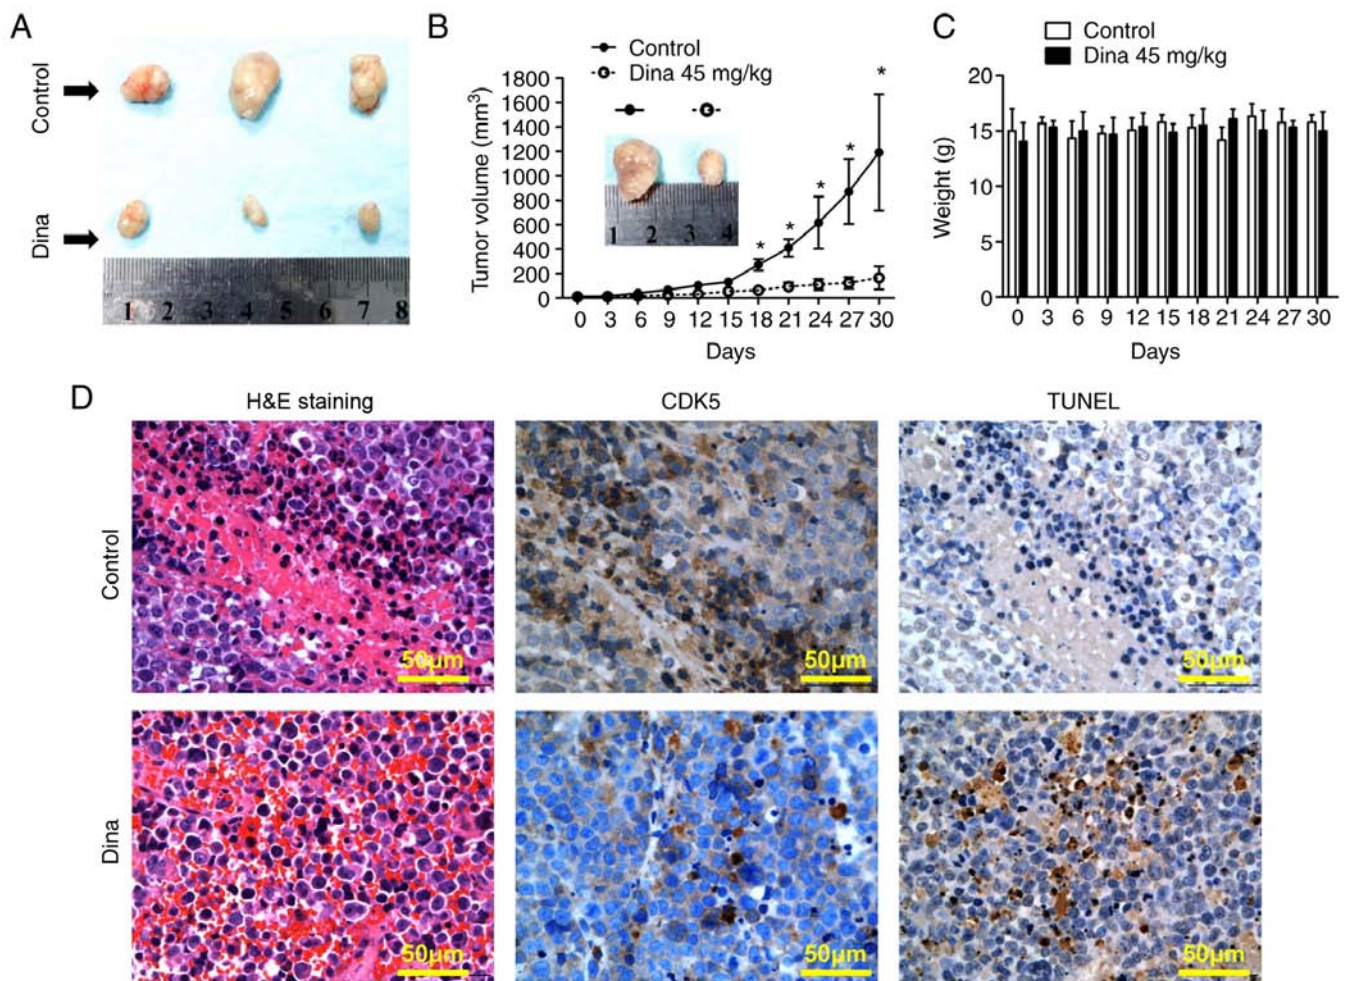 A
Control
Dina
1 2 3 4 5 6 7 8
B
Control
Dina 45 mg/kg
Tumor volume (mm³)
1800
1600
1400
1200
1000
800
600
400
200
0
* * * * *
1 2 3 4
0 3 6 9 12 15 18 21 24 27 30
Days
C
Control
Dina 45 mg/kg
Weight (g)
20
15
10
5
0
0 3 6 9 12 15 18 21 24 27 30
Days
D
H&E staining CDK5 TUNEL
Control
50µm 50µm 50µm
Dina
50µm 50µm 50µm